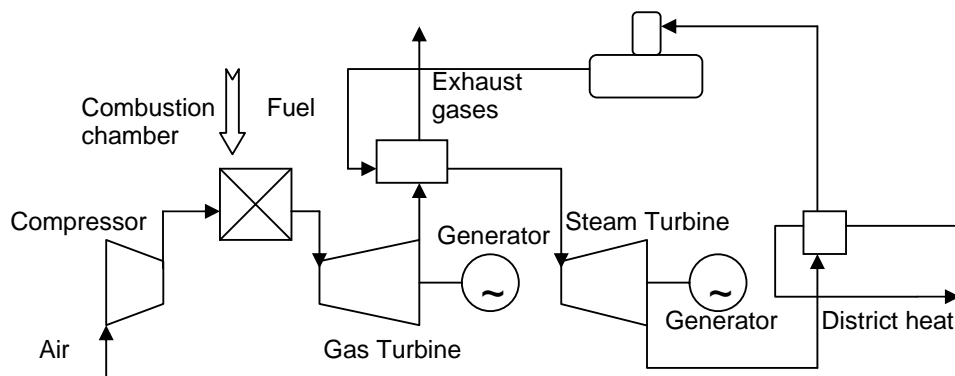 Exhaust
gases
Combustion
chamber
Fuel
Compressor
Generator
Steam Turbine
~
~
Generator
District heat
Air
Gas Turbine